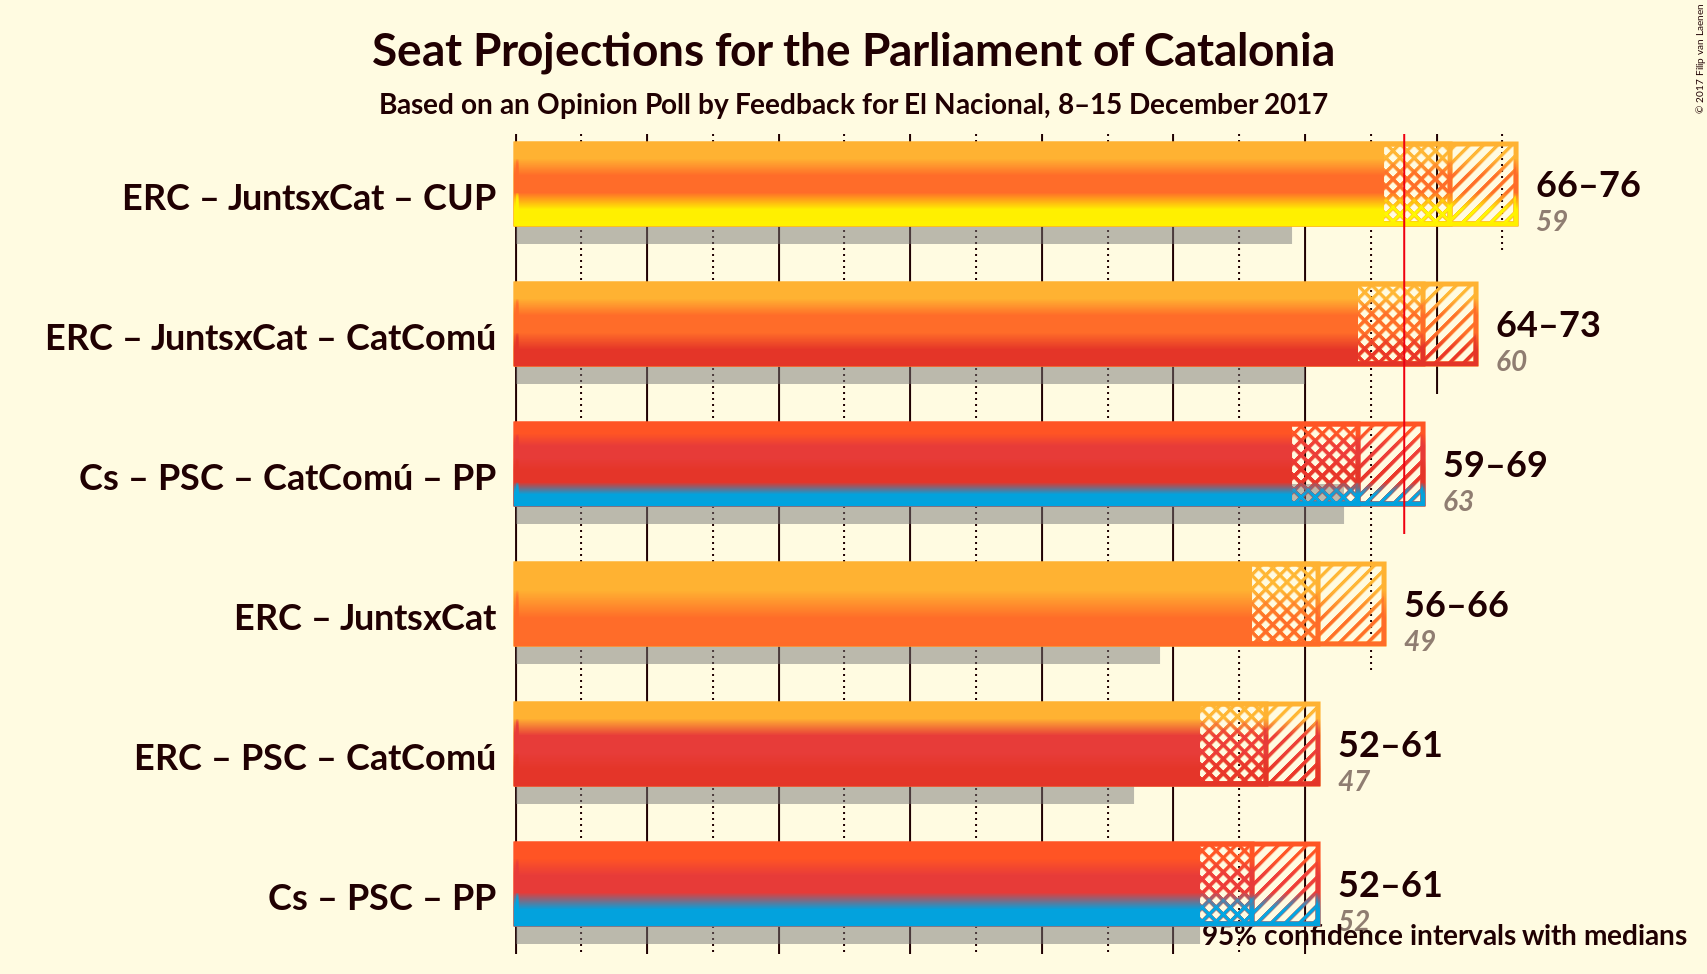 Seat Projections for the Parliament of Catalonia
Based on an Opinion Poll by Feedback for El Nacional, 8–15 December 2017
© 2017 Filip van Laenen
ERC – JuntsxCat – CUP
66–76
59
ERC – JuntsxCat – CatComú
64–73
60
Cs – PSC – CatComú – PP
59–69
63
ERC – JuntsxCat
56–66
49
ERC – PSC – CatComú
52–61
47
Cs – PSC – PP
52–61
52
95% confidence intervals with medians